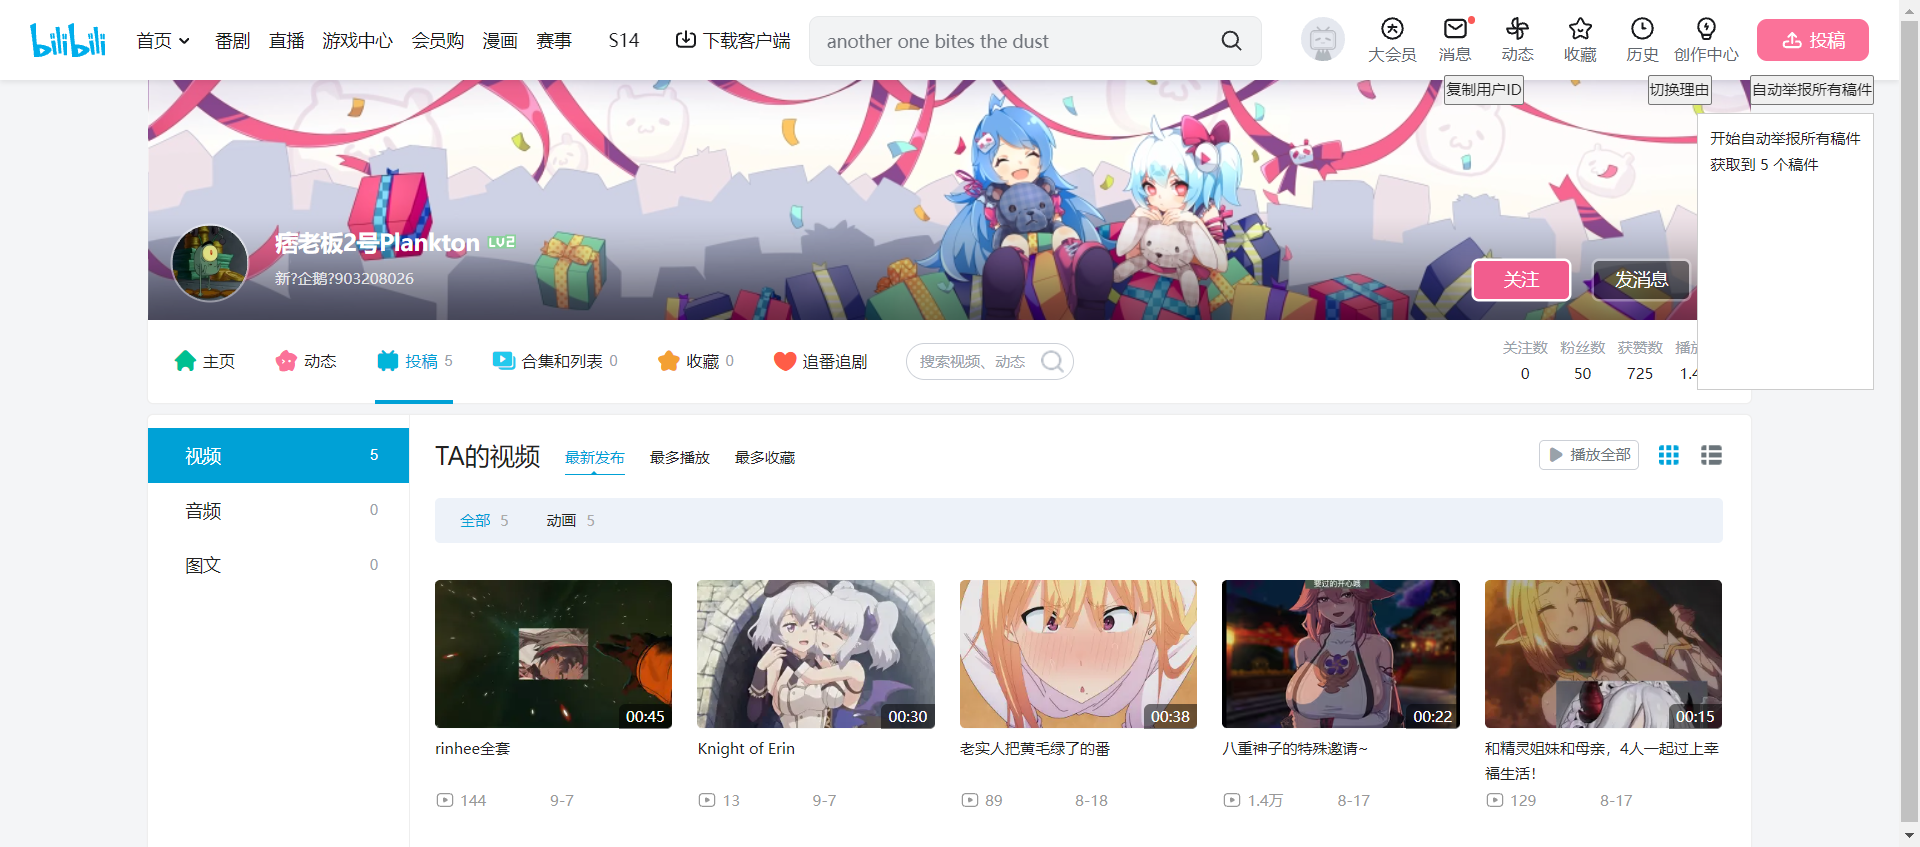 bilibili
首页
番剧
直播
游戏中心
会员购
漫画
赛事
S14
下载客户端
another one bites the dust
大会员
消息
动态
收藏
历史
创作中心
投稿
复制用户ID
切换理由
自动举报所有稿件
开始自动举报所有稿件
获取到 5 个稿件
痞老板2号Plankton LV2
新?企鹅?903208026
关注
发消息
主页
动态
投稿 5
合集和列表 0
收藏 0
追番追剧
搜索视频、动态
关注数 粉丝数 获赞数 播放
0 50 725 1.4
视频 5
音频 0
图文 0
TA的视频
最新发布
最多播放
最多收藏
播放全部
全部 5
动画 5
00:45
rinhee全套
144 9-7
00:30
Knight of Erin
13 9-7
00:38
老实人把黄毛绿了的番
89 8-18
00:22
八重神子的特殊邀请~
1.4万 8-17
00:15
和精灵姐妹和母亲，4人一起过上幸
福生活！
129 8-17